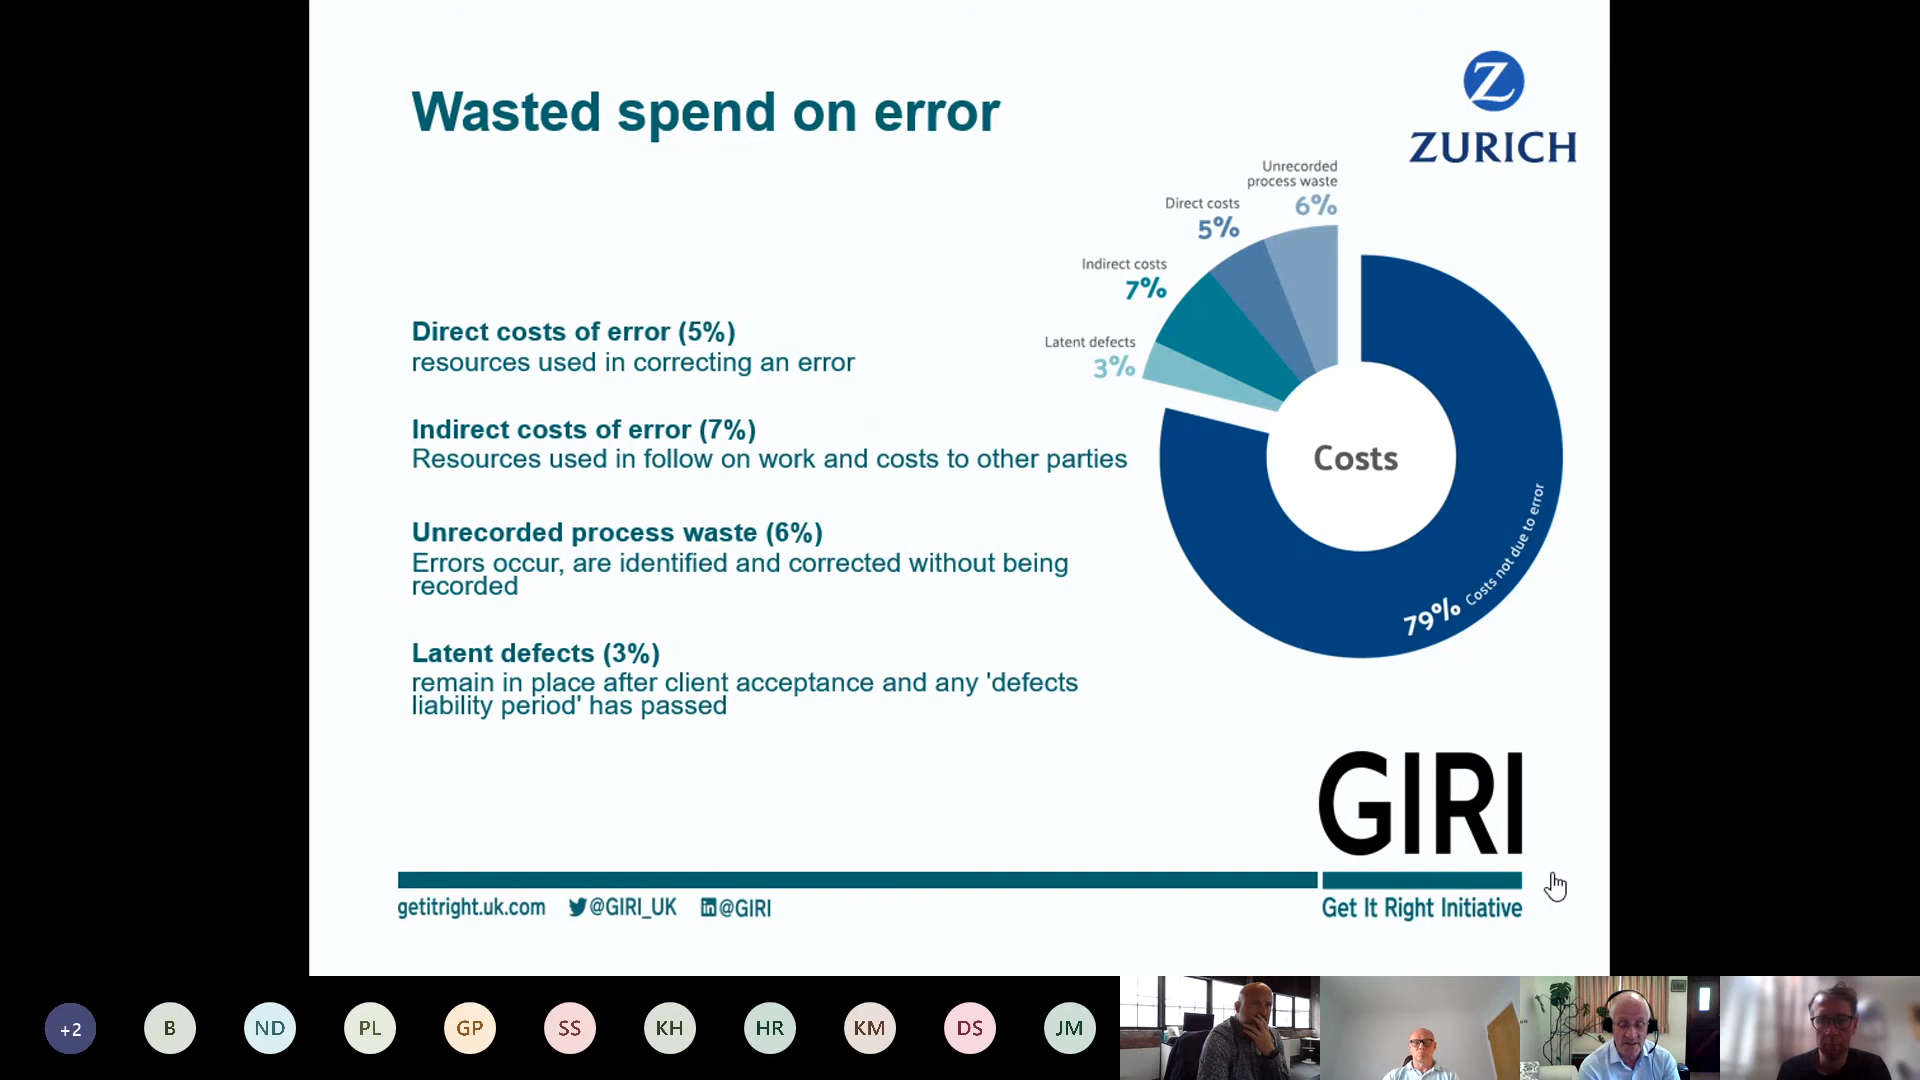 Wasted spend on error
Z
ZURICH
Unrecorded
process waste
6%
Direct costs
5%
Indirect costs
7%
Latent defects
3%
Costs
79% Costs not due to error
Direct costs of error (5%)
resources used in correcting an error
Indirect costs of error (7%)
Resources used in follow on work and costs to other parties
Unrecorded process waste (6%)
Errors occur, are identified and corrected without being
recorded
Latent defects (3%)
remain in place after client acceptance and any 'defects
liability period' has passed
GIRI
getitright.uk.com @GIRI_UK in @GIRI
Get It Right Initiative
+2 B ND PL GP SS KH HR KM DS JM